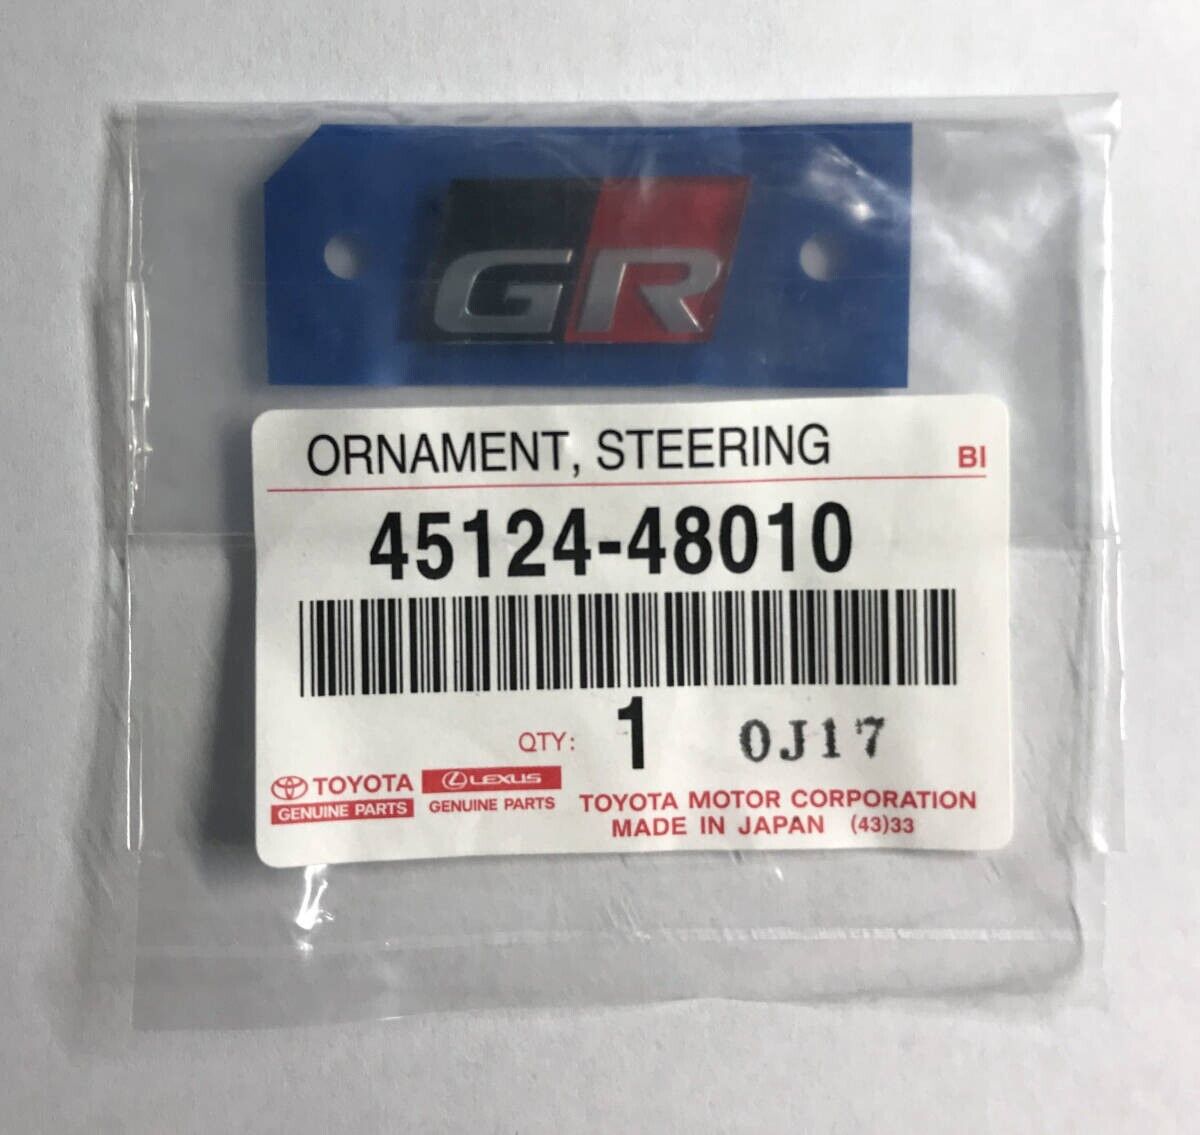 GR
ORNAMENT, STEERING BI
45124-48010
QTY: 1 0J17
TOYOTA LEXUS
GENUINE PARTS GENUINE PARTS
TOYOTA MOTOR CORPORATION
MADE IN JAPAN (43)33